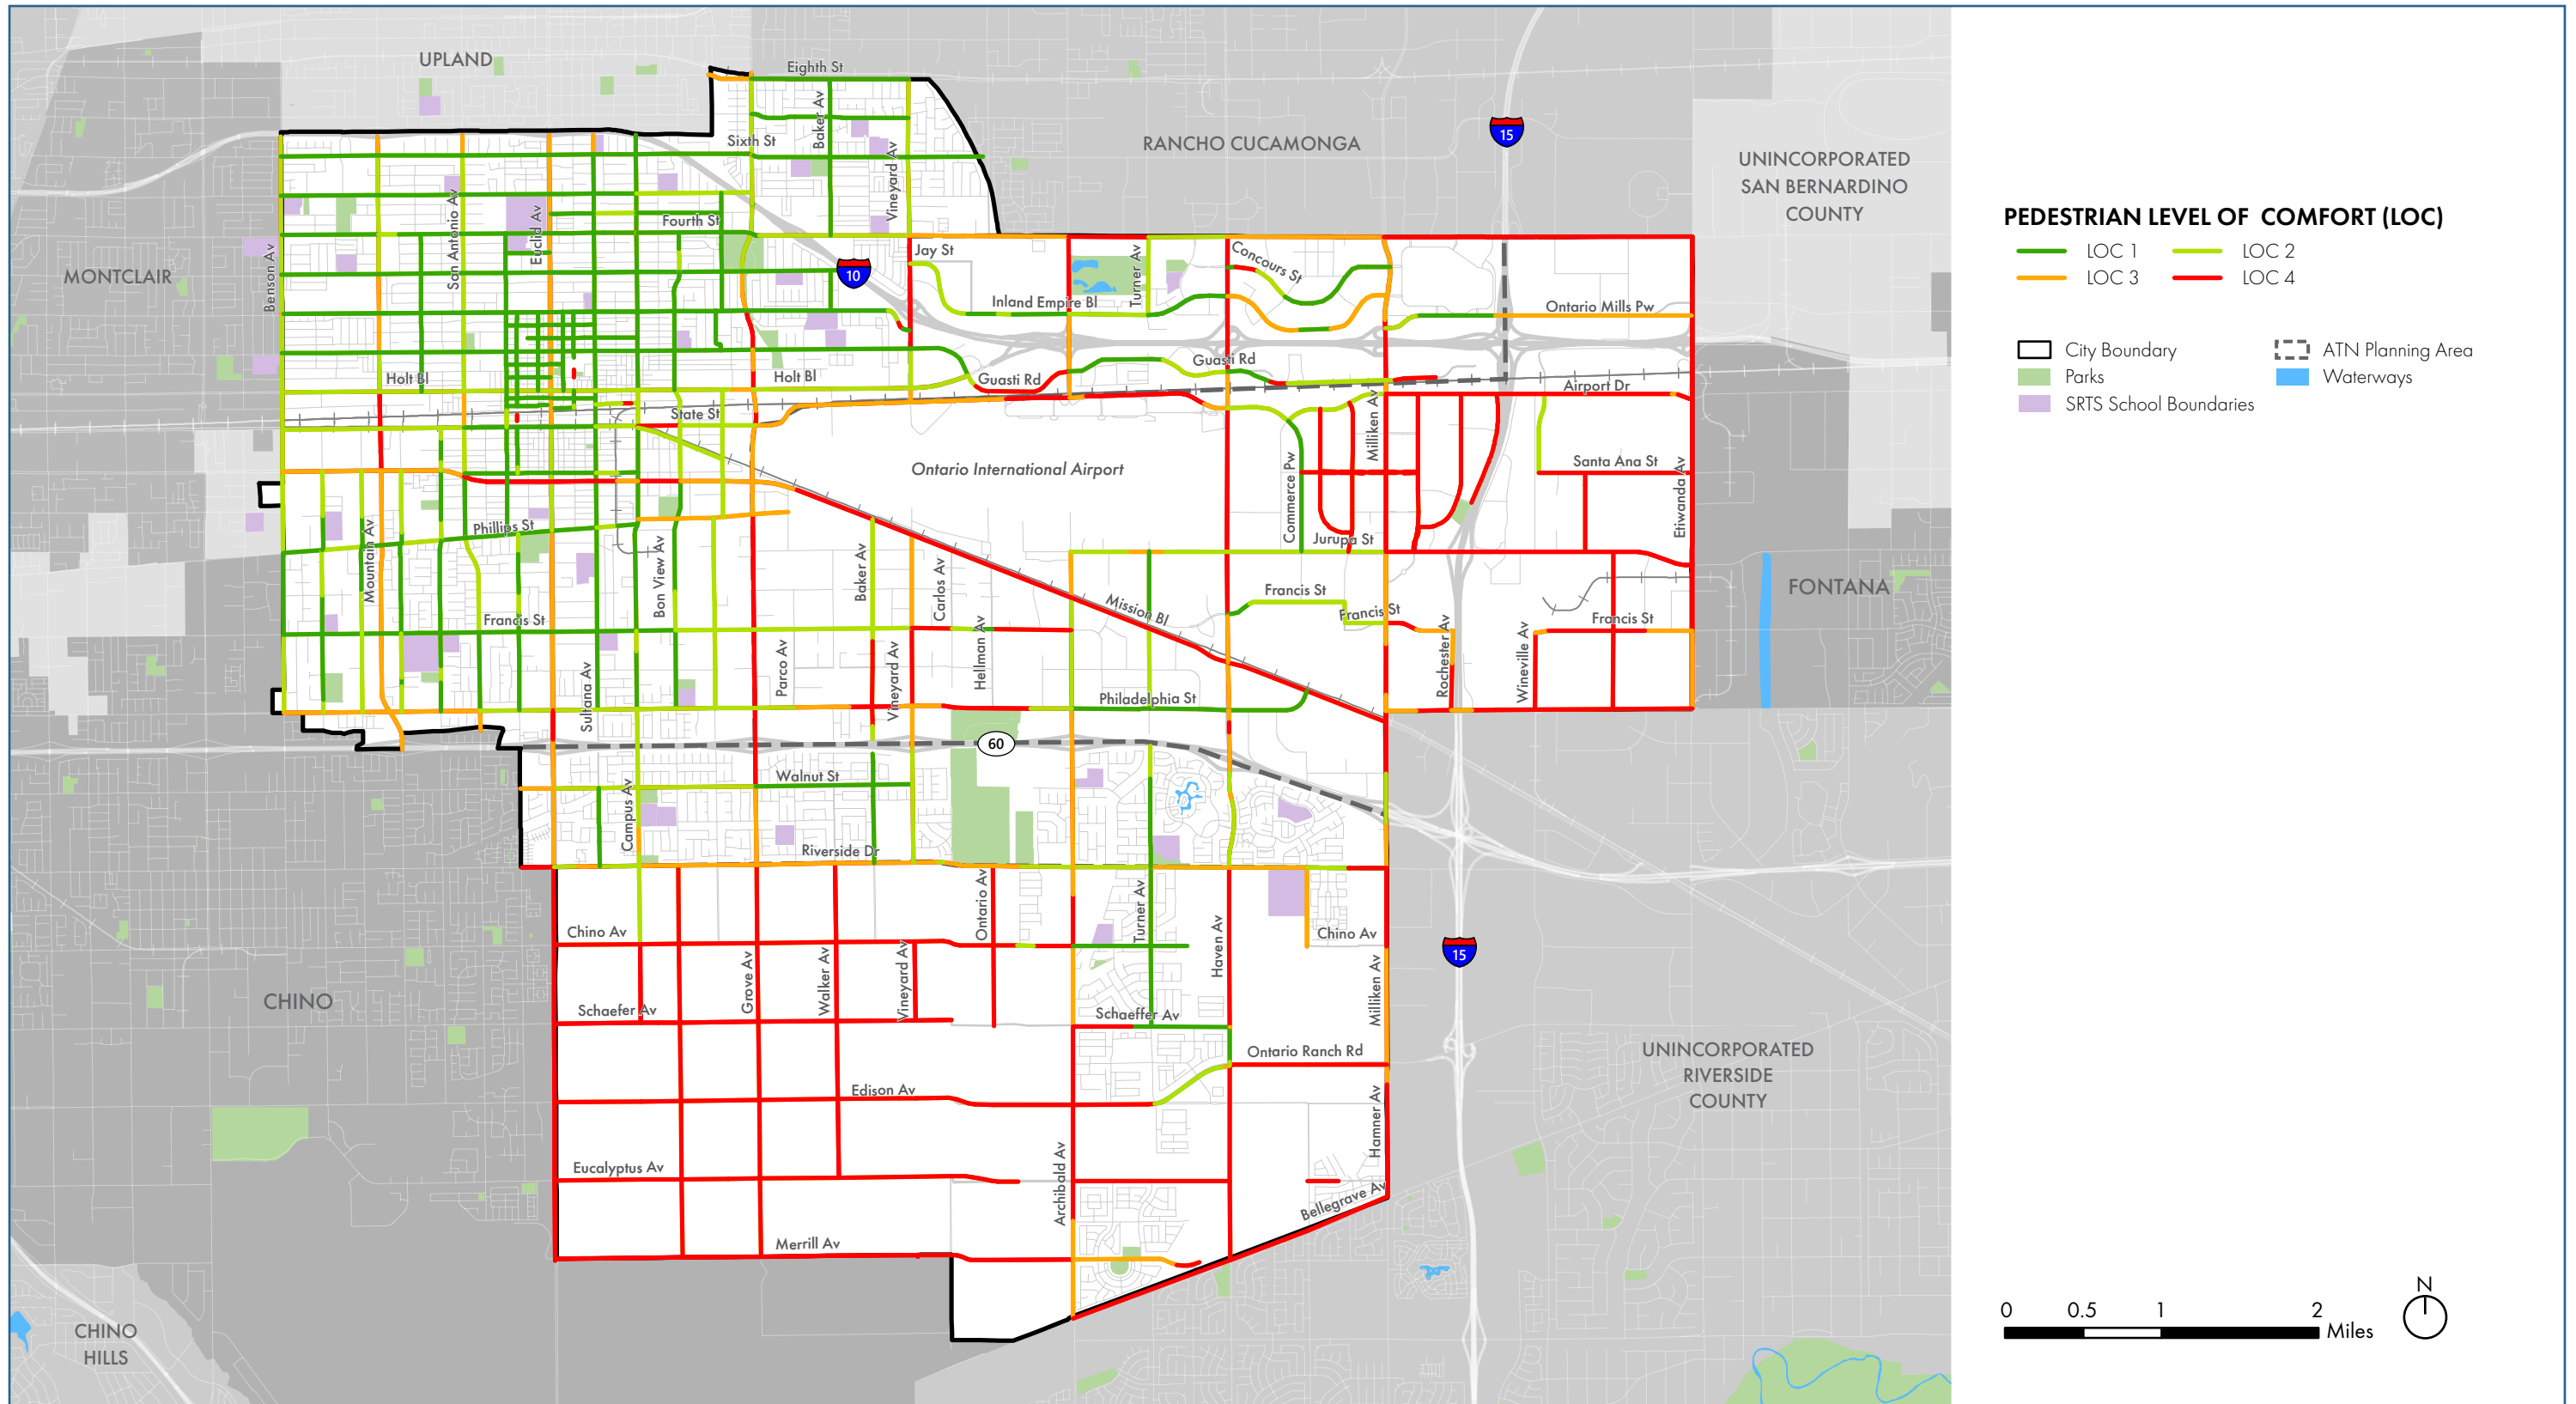 UPLAND
Eighth St
Baker Av
Sixth St
RANCHO CUCAMONGA
15
UNINCORPORATED
SAN BERNARDINO
COUNTY
Vineyard Av
San Antonio Av
Euclid Av
Fourth St
MONTCLAIR
Benson Av
10
Jay St
Turner Av
Concours St
Inland Empire Bl
Ontario Mills Pw
Guasti Rd
Holt Bl
Holt Bl
Guasti Rd
Airport Dr
State St
Milliken Av
Ontario International Airport
Commerce Pw
Santa Ana St
Etiwanda Av
Phillips St
Mountain Av
Bon View Av
Baker Av
Carlos Av
Jurupa St
Mission Bl
Francis St
Francis St
FONTANA
Francis St
Francis St
Hellman Av
Rochester Av
Wineville Av
Sultana Av
Parco Av
Vineyard Av
Philadelphia St
60
Walnut St
Campus Av
Riverside Dr
Ontario Av
Turner Av
Haven Av
Chino Av
Chino Av
CHINO
Grove Av
Walker Av
Vineyard Av
15
Milliken Av
Schaefer Av
Schaeffer Av
Ontario Ranch Rd
UNINCORPORATED
RIVERSIDE
COUNTY
Edison Av
Hamner Av
Archibald Av
Eucalyptus Av
Bellegrave Av
Merrill Av
CHINO
HILLS
PEDESTRIAN LEVEL OF COMFORT (LOC)
LOC 1 LOC 2
LOC 3 LOC 4
City Boundary ATN Planning Area
Parks Waterways
SRTS School Boundaries
N
0 0.5 1 2
Miles